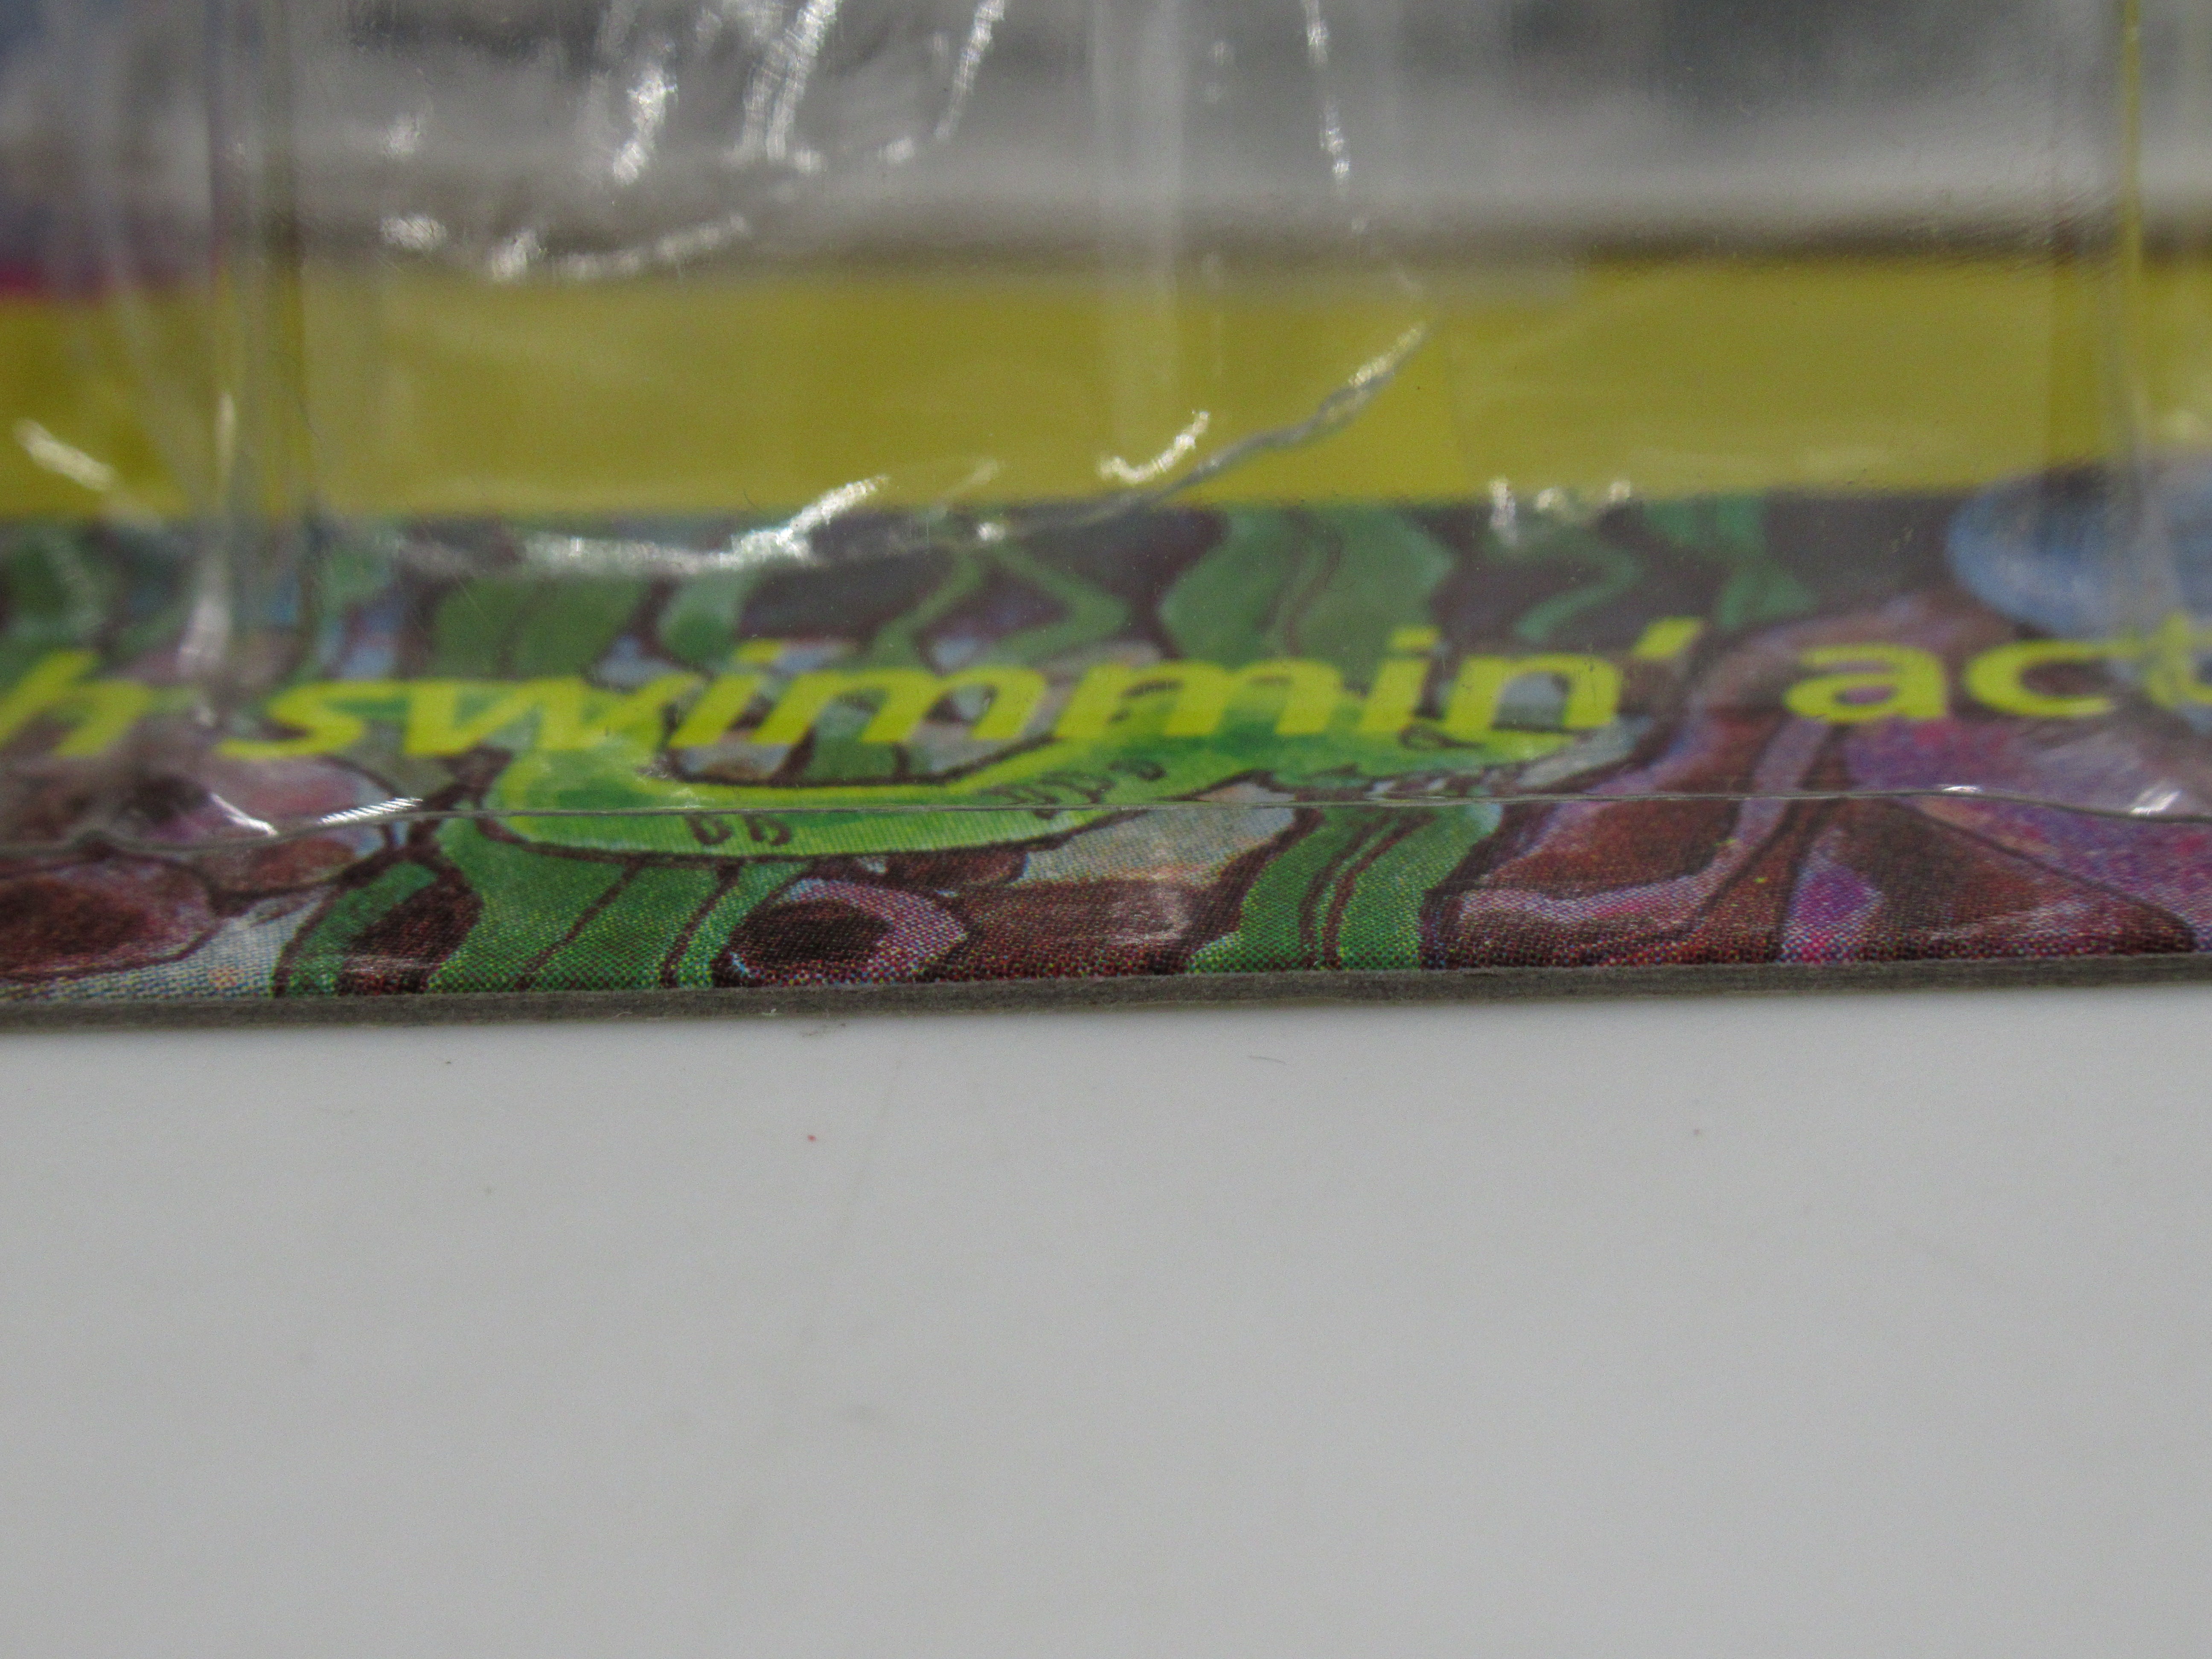 h swimmin' act